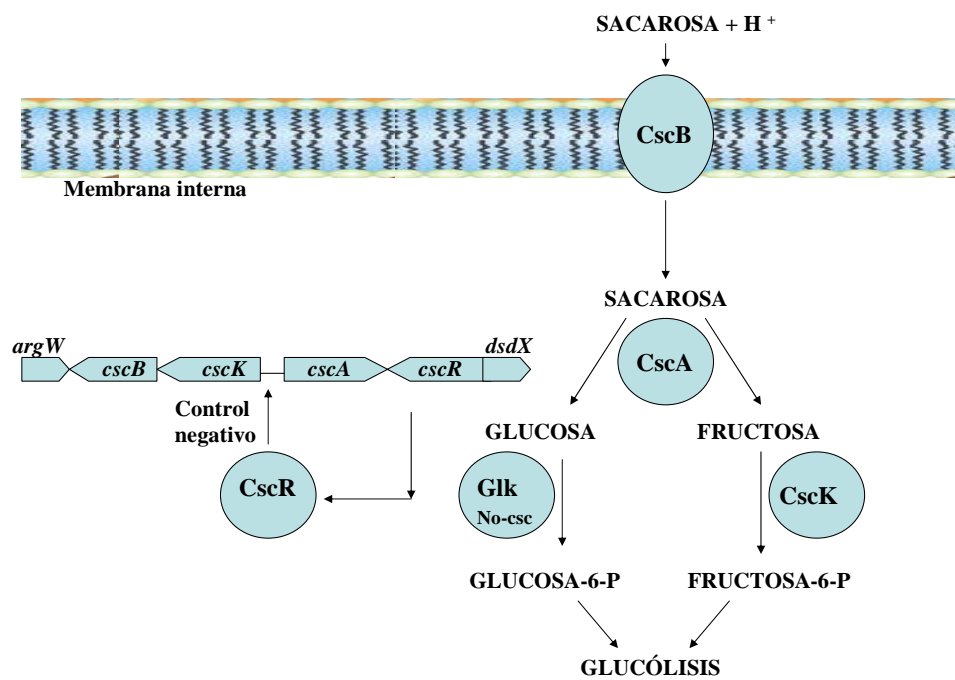 SACAROSA + H +
CscB
Membrana interna
SACAROSA
argW
dsdX
cscB
cscK
cscA
cscR
CscA
Control
negativo
GLUCOSA
FRUCTOSA
CscR
Glk
No-csc
CscK
GLUCOSA-6-P
FRUCTOSA-6-P
GLUCÓLISIS